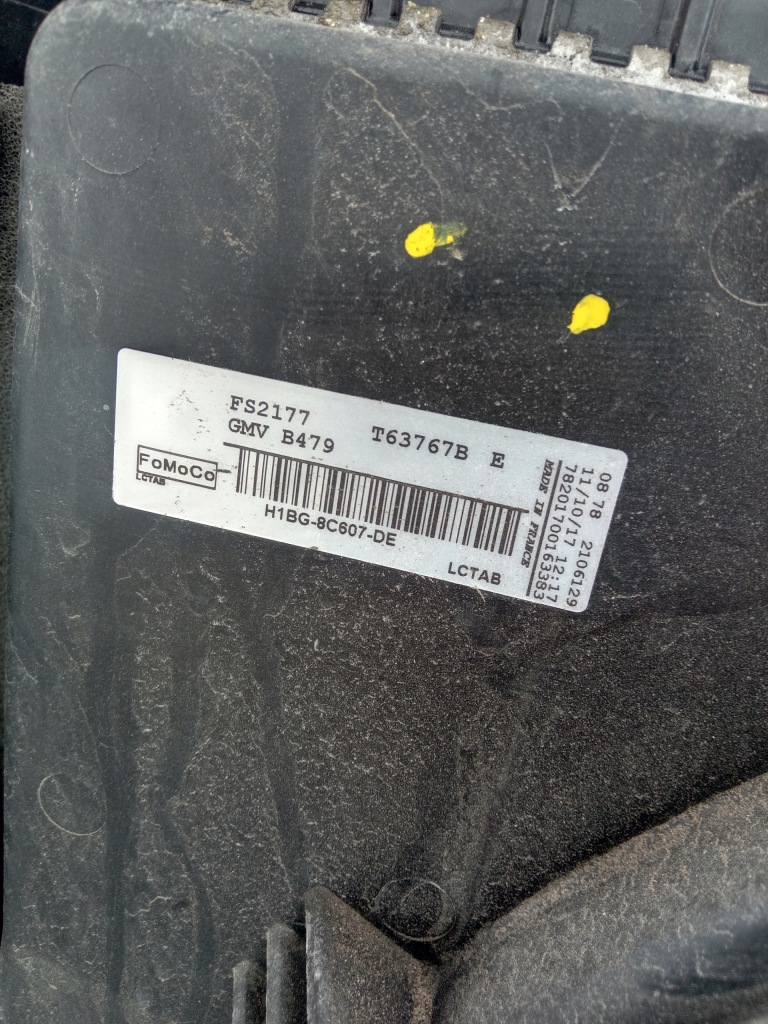 FS2177
GMV B479 T63767B E
FoMoCo
LCTAB
H1BG-8C607-DE
LCTAB
MADE IN FRANCE
78201700163383
11/10/17 12:17
08 78 2106129